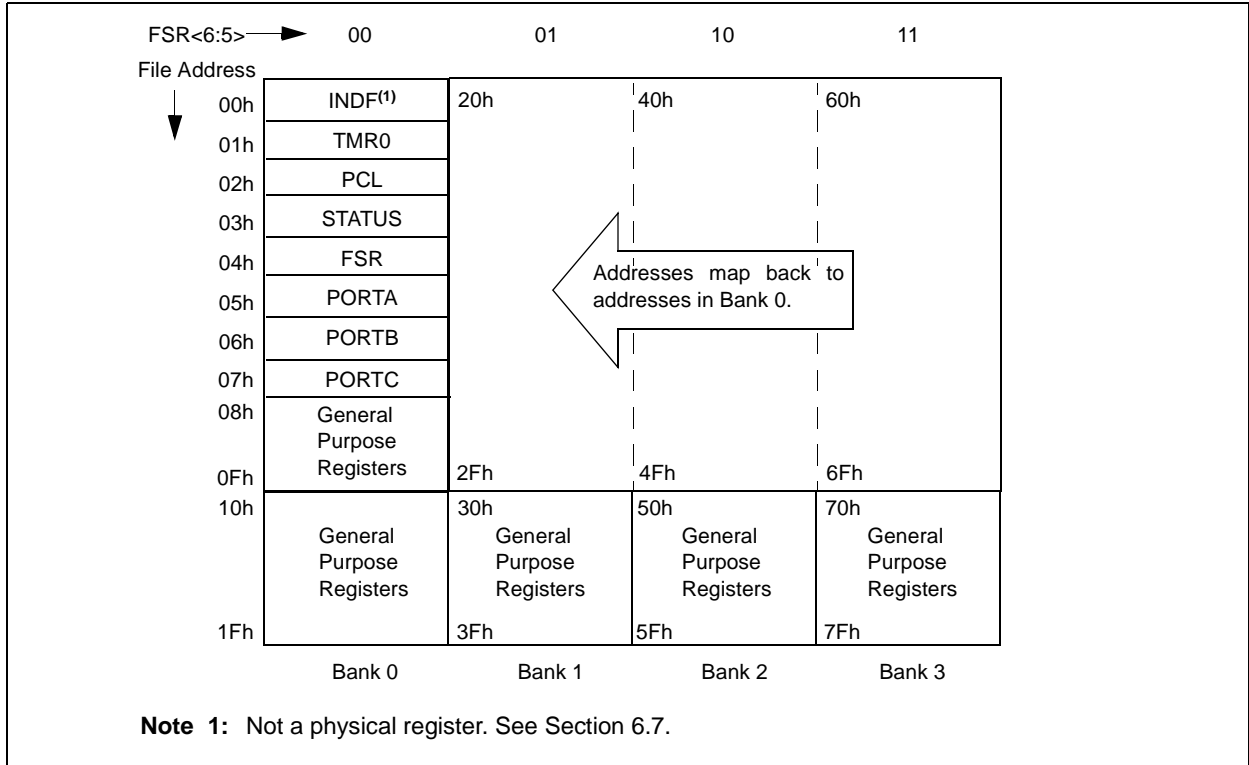 FSR<6:5> 00 01 10 11
File Address
00h INDF(1) 20h 40h 60h
01h TMR0
02h PCL
03h STATUS
04h FSR
Addresses map back to
addresses in Bank 0.
05h PORTA
06h PORTB
07h PORTC
08h General
Purpose
Registers
0Fh 2Fh 4Fh 6Fh
10h 30h 50h 70h
General General General General
Purpose Purpose Purpose Purpose
Registers Registers Registers Registers
1Fh 3Fh 5Fh 7Fh
Bank 0 Bank 1 Bank 2 Bank 3
Note 1: Not a physical register. See Section 6.7.